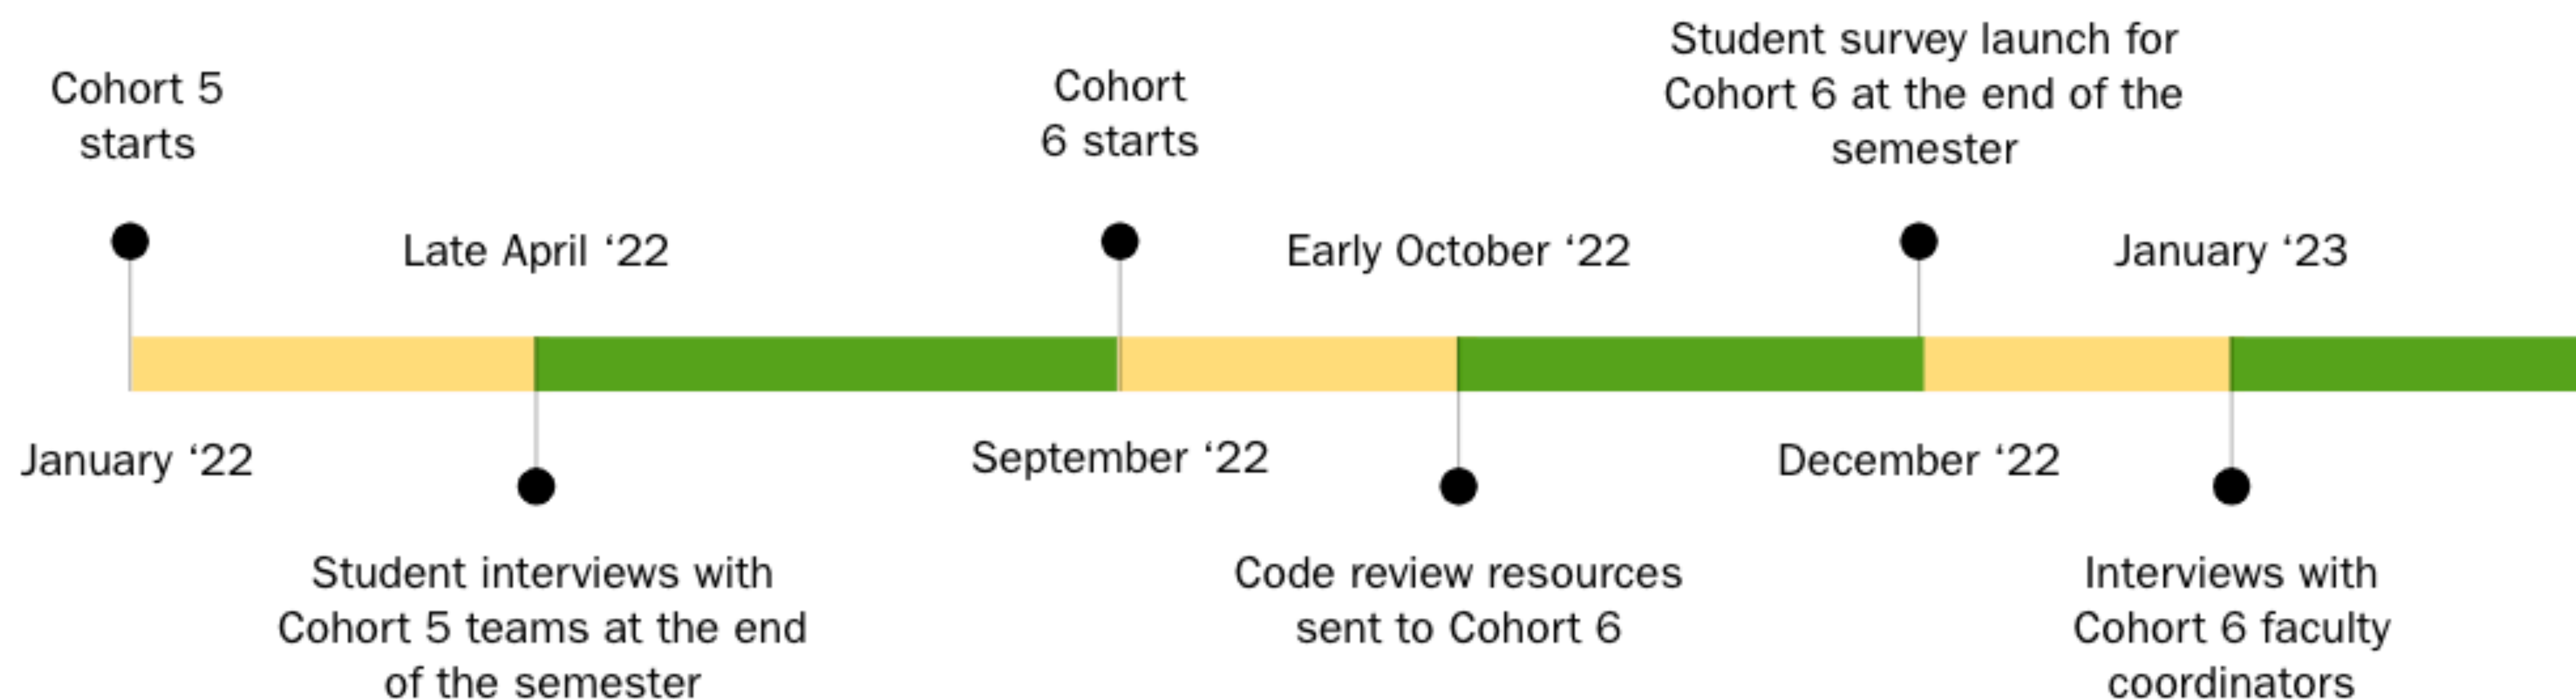 Cohort 5
starts
January ‘22
Late April ‘22
Student interviews with
Cohort 5 teams at the end
of the semester
Cohort
6 starts
September ‘22
Early October ‘22
Code review resources
sent to Cohort 6
Student survey launch for
Cohort 6 at the end of the
semester
December ‘22
January ‘23
Interviews with
Cohort 6 faculty
coordinators